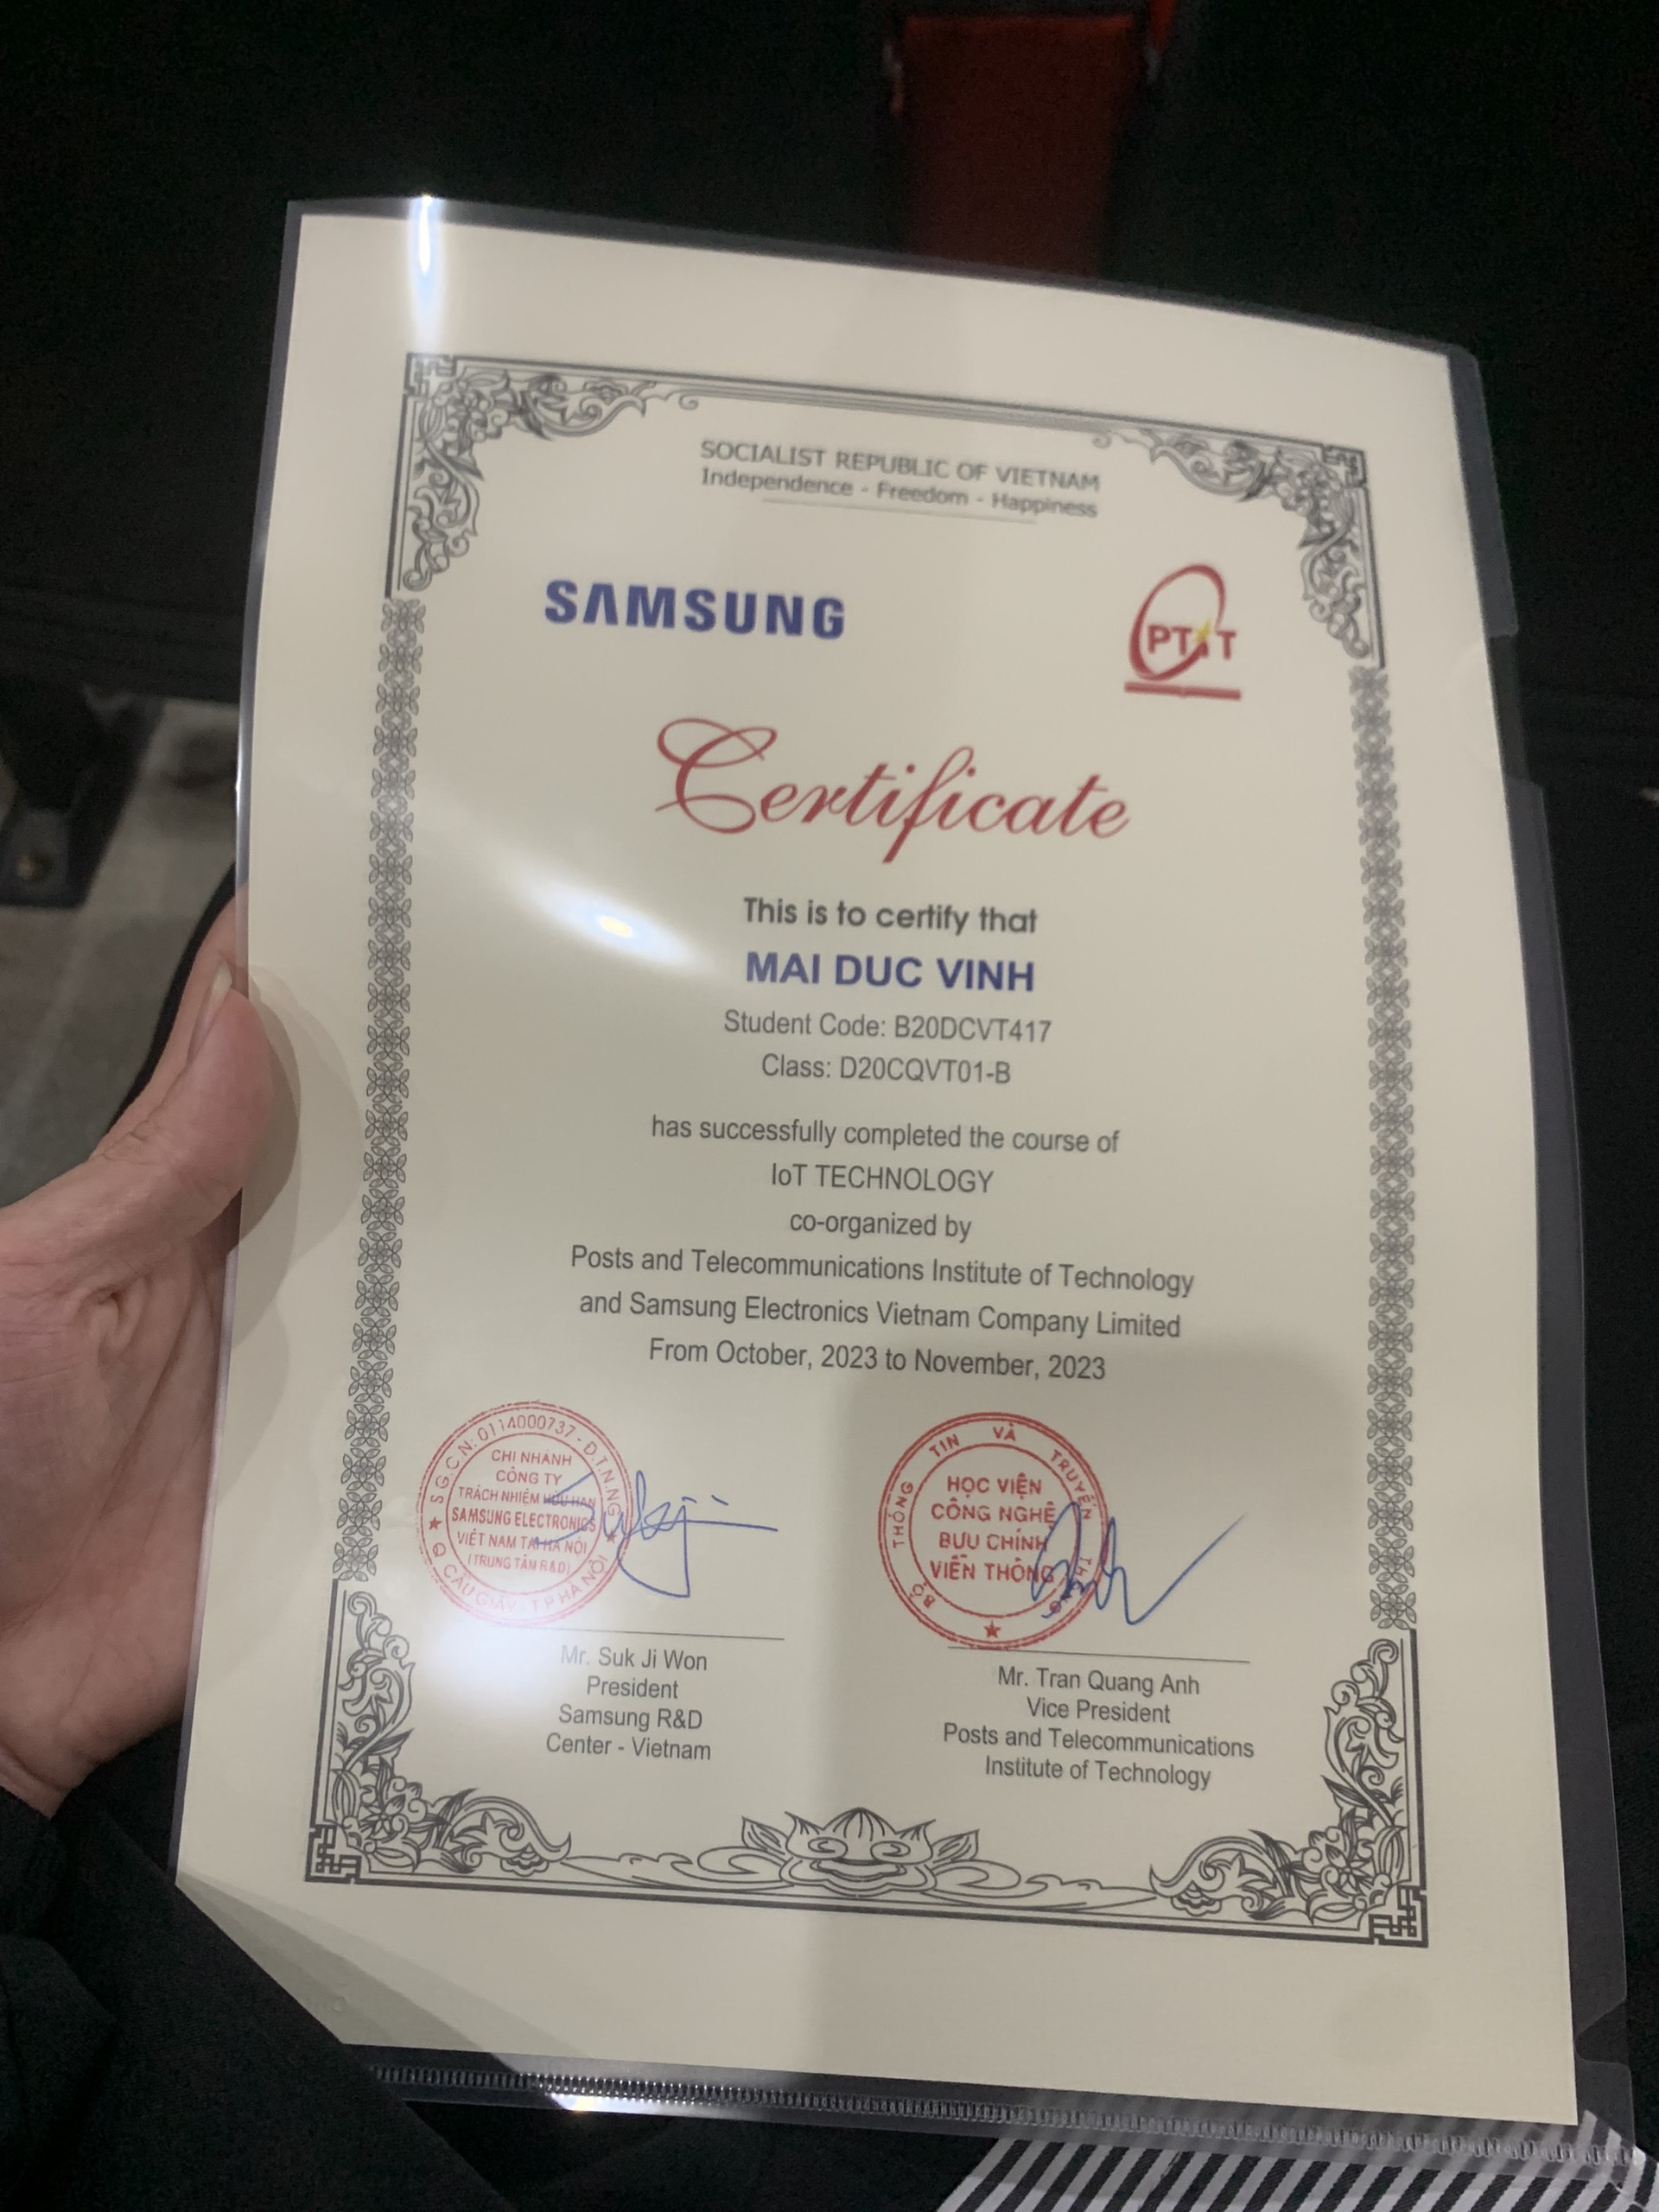 SOCIALIST REPUBLIC OF VIETNAM
Independence - Freedom - Happiness
SAMSUNG
PTIT
Certificate
This is to certify that
MAI DUC VINH
Student Code: B20DCVT417
Class: D20CQVT01-B
has successfully completed the course of
IoT TECHNOLOGY
co-organized by
Posts and Telecommunications Institute of Technology
and Samsung Electronics Vietnam Company Limited
From October, 2023 to November, 2023
S.G.C.N: 0114000737 - Đ.T.N.NG
CHI NHÁNH
CÔNG TY
TRÁCH NHIỆM HỮU HẠN
SAMSUNG ELECTRONICS
VIỆT NAM TẠI HÀ NỘI
(TRUNG TÂM R&D)
Q CẦU GIẤY - TP HÀ NỘI
BỘ THÔNG TIN VÀ TRUYỀN THÔNG
HỌC VIỆN
CÔNG NGHỆ
BƯU CHÍNH
VIỄN THÔNG
Mr. Suk Ji Won
President
Samsung R&D
Center - Vietnam
Mr. Tran Quang Anh
Vice President
Posts and Telecommunications
Institute of Technology